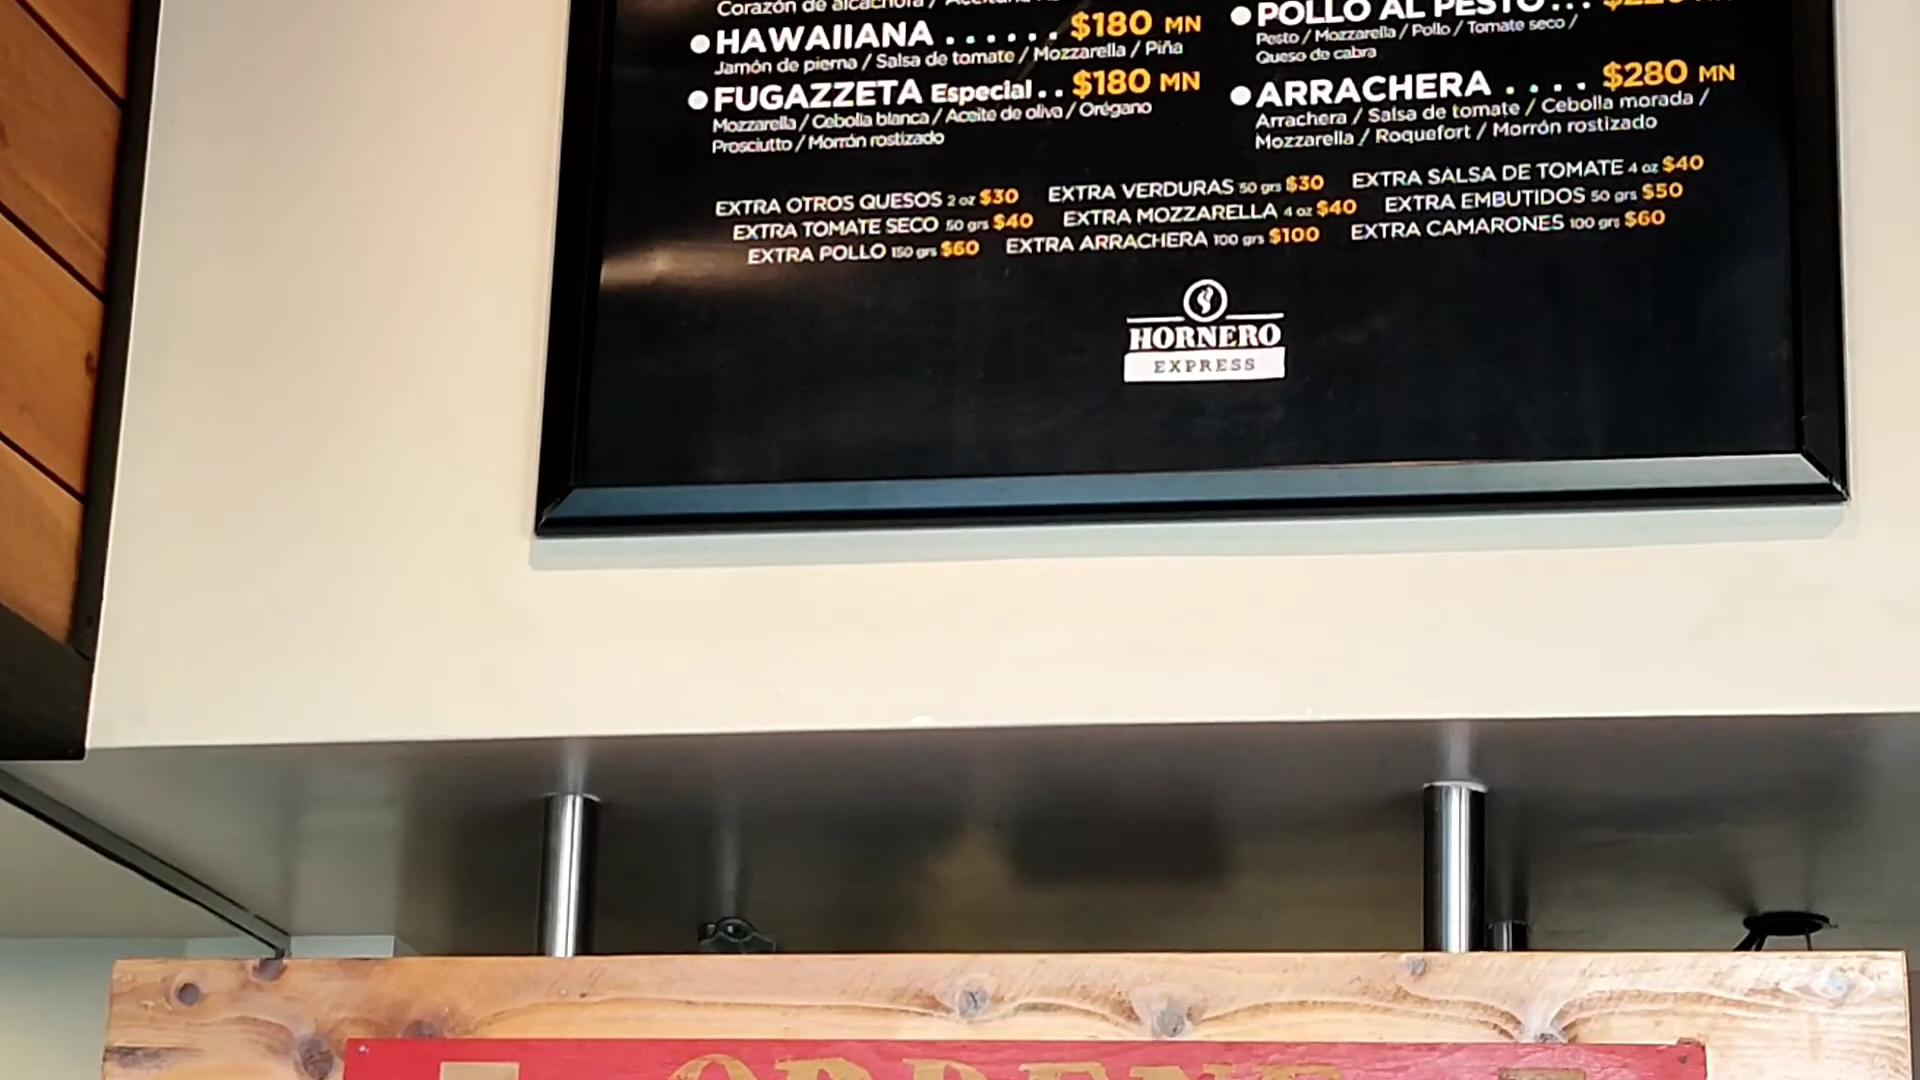 Corazón de alcachofa /
HAWAIIANA . . . . . . $180 MN
Jamón de pierna / Salsa de tomate / Mozzarella / Piña
FUGAZZETA Especial . . $180 MN
Mozzarella / Cebolla blanca / Aceite de oliva / Orégano
Prosciutto / Morrón rostizado
POLLO AL PESTO . . .
Pesto / Mozzarella / Pollo / Tomate seco /
Queso de cabra
ARRACHERA . . . . $280 MN
Arrachera / Salsa de tomate / Cebolla morada /
Mozzarella / Roquefort / Morrón rostizado
EXTRA OTROS QUESOS 2 oz $30 EXTRA VERDURAS 50 grs $30 EXTRA SALSA DE TOMATE 4 oz $40
EXTRA TOMATE SECO 50 grs $40 EXTRA MOZZARELLA 4 oz $40 EXTRA EMBUTIDOS 50 grs $50
EXTRA POLLO 150 grs $60 EXTRA ARRACHERA 100 grs $100 EXTRA CAMARONES 100 grs $60
HORNERO
EXPRESS